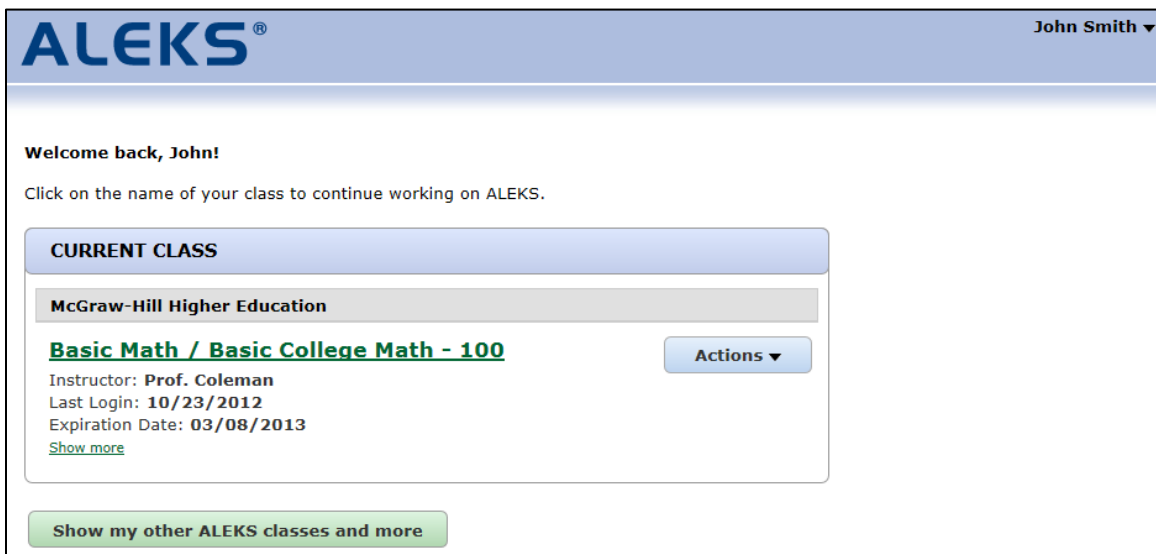 ALEKS®
John Smith ▼
Welcome back, John!
Click on the name of your class to continue working on ALEKS.
CURRENT CLASS
McGraw-Hill Higher Education
Basic Math / Basic College Math - 100
Actions ▼
Instructor: Prof. Coleman
Last Login: 10/23/2012
Expiration Date: 03/08/2013
Show more
Show my other ALEKS classes and more